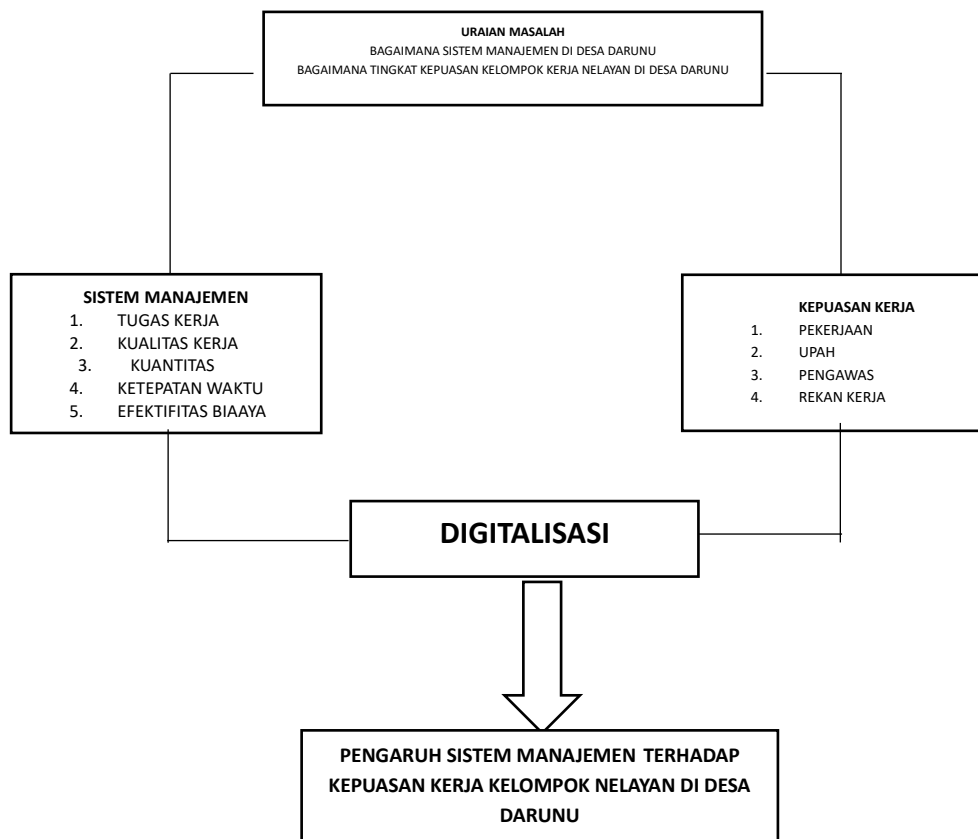 URAIAN MASALAH
BAGAIMANA SISTEM MANAJEMEN DI DESA DARUNU
BAGAIMANA TINGKAT KEPUASAN KELOMPOK KERJA NELAYAN DI DESA DARUNU
SISTEM MANAJEMEN
1. TUGAS KERJA
2. KUALITAS KERJA
3. KUANTITAS
4. KETEPATAN WAKTU
5. EFEKTIFITAS BIAAYA
KEPUASAN KERJA
1. PEKERJAAN
2. UPAH
3. PENGAWAS
4. REKAN KERJA
DIGITALISASI
PENGARUH SISTEM MANAJEMEN TERHADAP
KEPUASAN KERJA KELOMPOK NELAYAN DI DESA
DARUNU